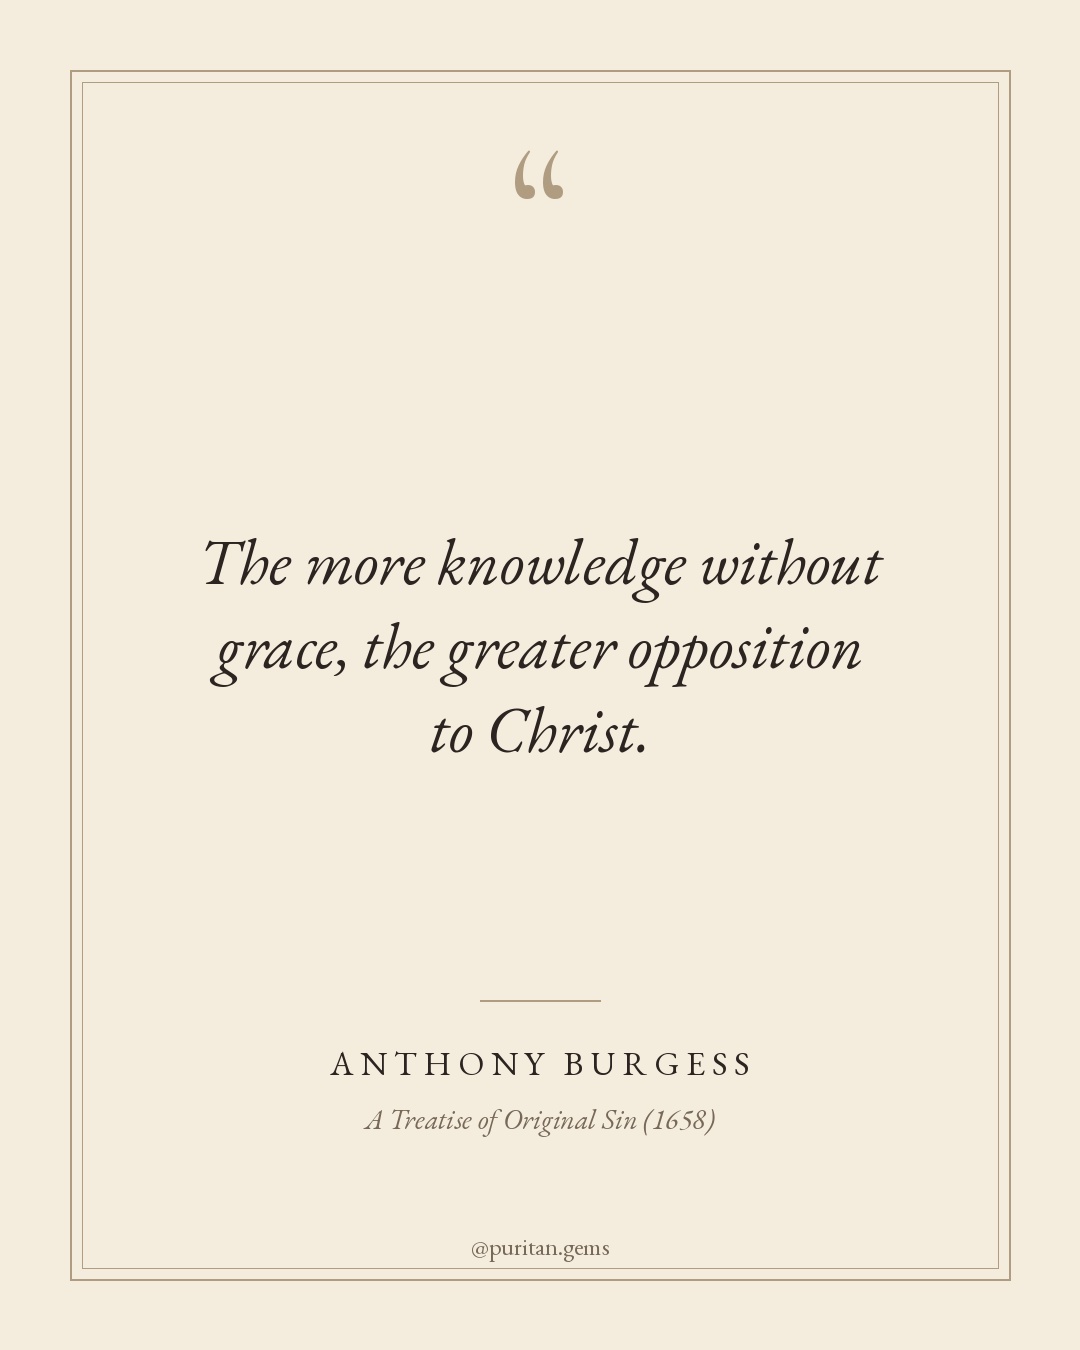 “
The more knowledge without
grace, the greater opposition
to Christ.
ANTHONY BURGESS
A Treatise of Original Sin (1658)
@puritan.gems